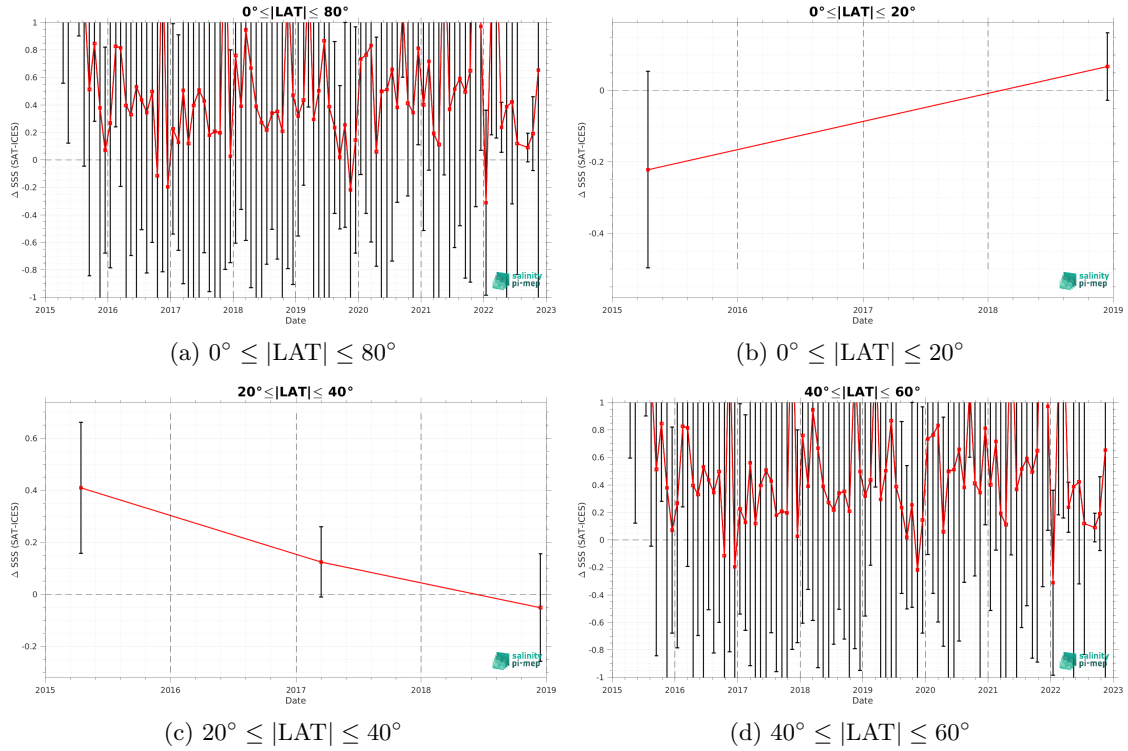 0°≤|LAT|≤ 80°
1
0.8
0.6
0.4
0.2
0
-0.2
-0.4
-0.6
-0.8
-1
Δ SSS (SAT-ICES)
2015 2016 2017 2018 2019 2020 2021 2022 2023
Date
salinity
pi-mep
(a) 0° ≤ |LAT| ≤ 80°
0°≤|LAT|≤ 20°
0
-0.2
-0.4
Δ SSS (SAT-ICES)
2015 2016 2017 2018 2019
Date
salinity
pi-mep
(b) 0° ≤ |LAT| ≤ 20°
20°≤|LAT|≤ 40°
0.6
0.4
0.2
0
-0.2
Δ SSS (SAT-ICES)
2015 2016 2017 2018 2019
Date
salinity
pi-mep
(c) 20° ≤ |LAT| ≤ 40°
40°≤|LAT|≤ 60°
1
0.8
0.6
0.4
0.2
0
-0.2
-0.4
-0.6
-0.8
-1
Δ SSS (SAT-ICES)
2015 2016 2017 2018 2019 2020 2021 2022 2023
Date
salinity
pi-mep
(d) 40° ≤ |LAT| ≤ 60°